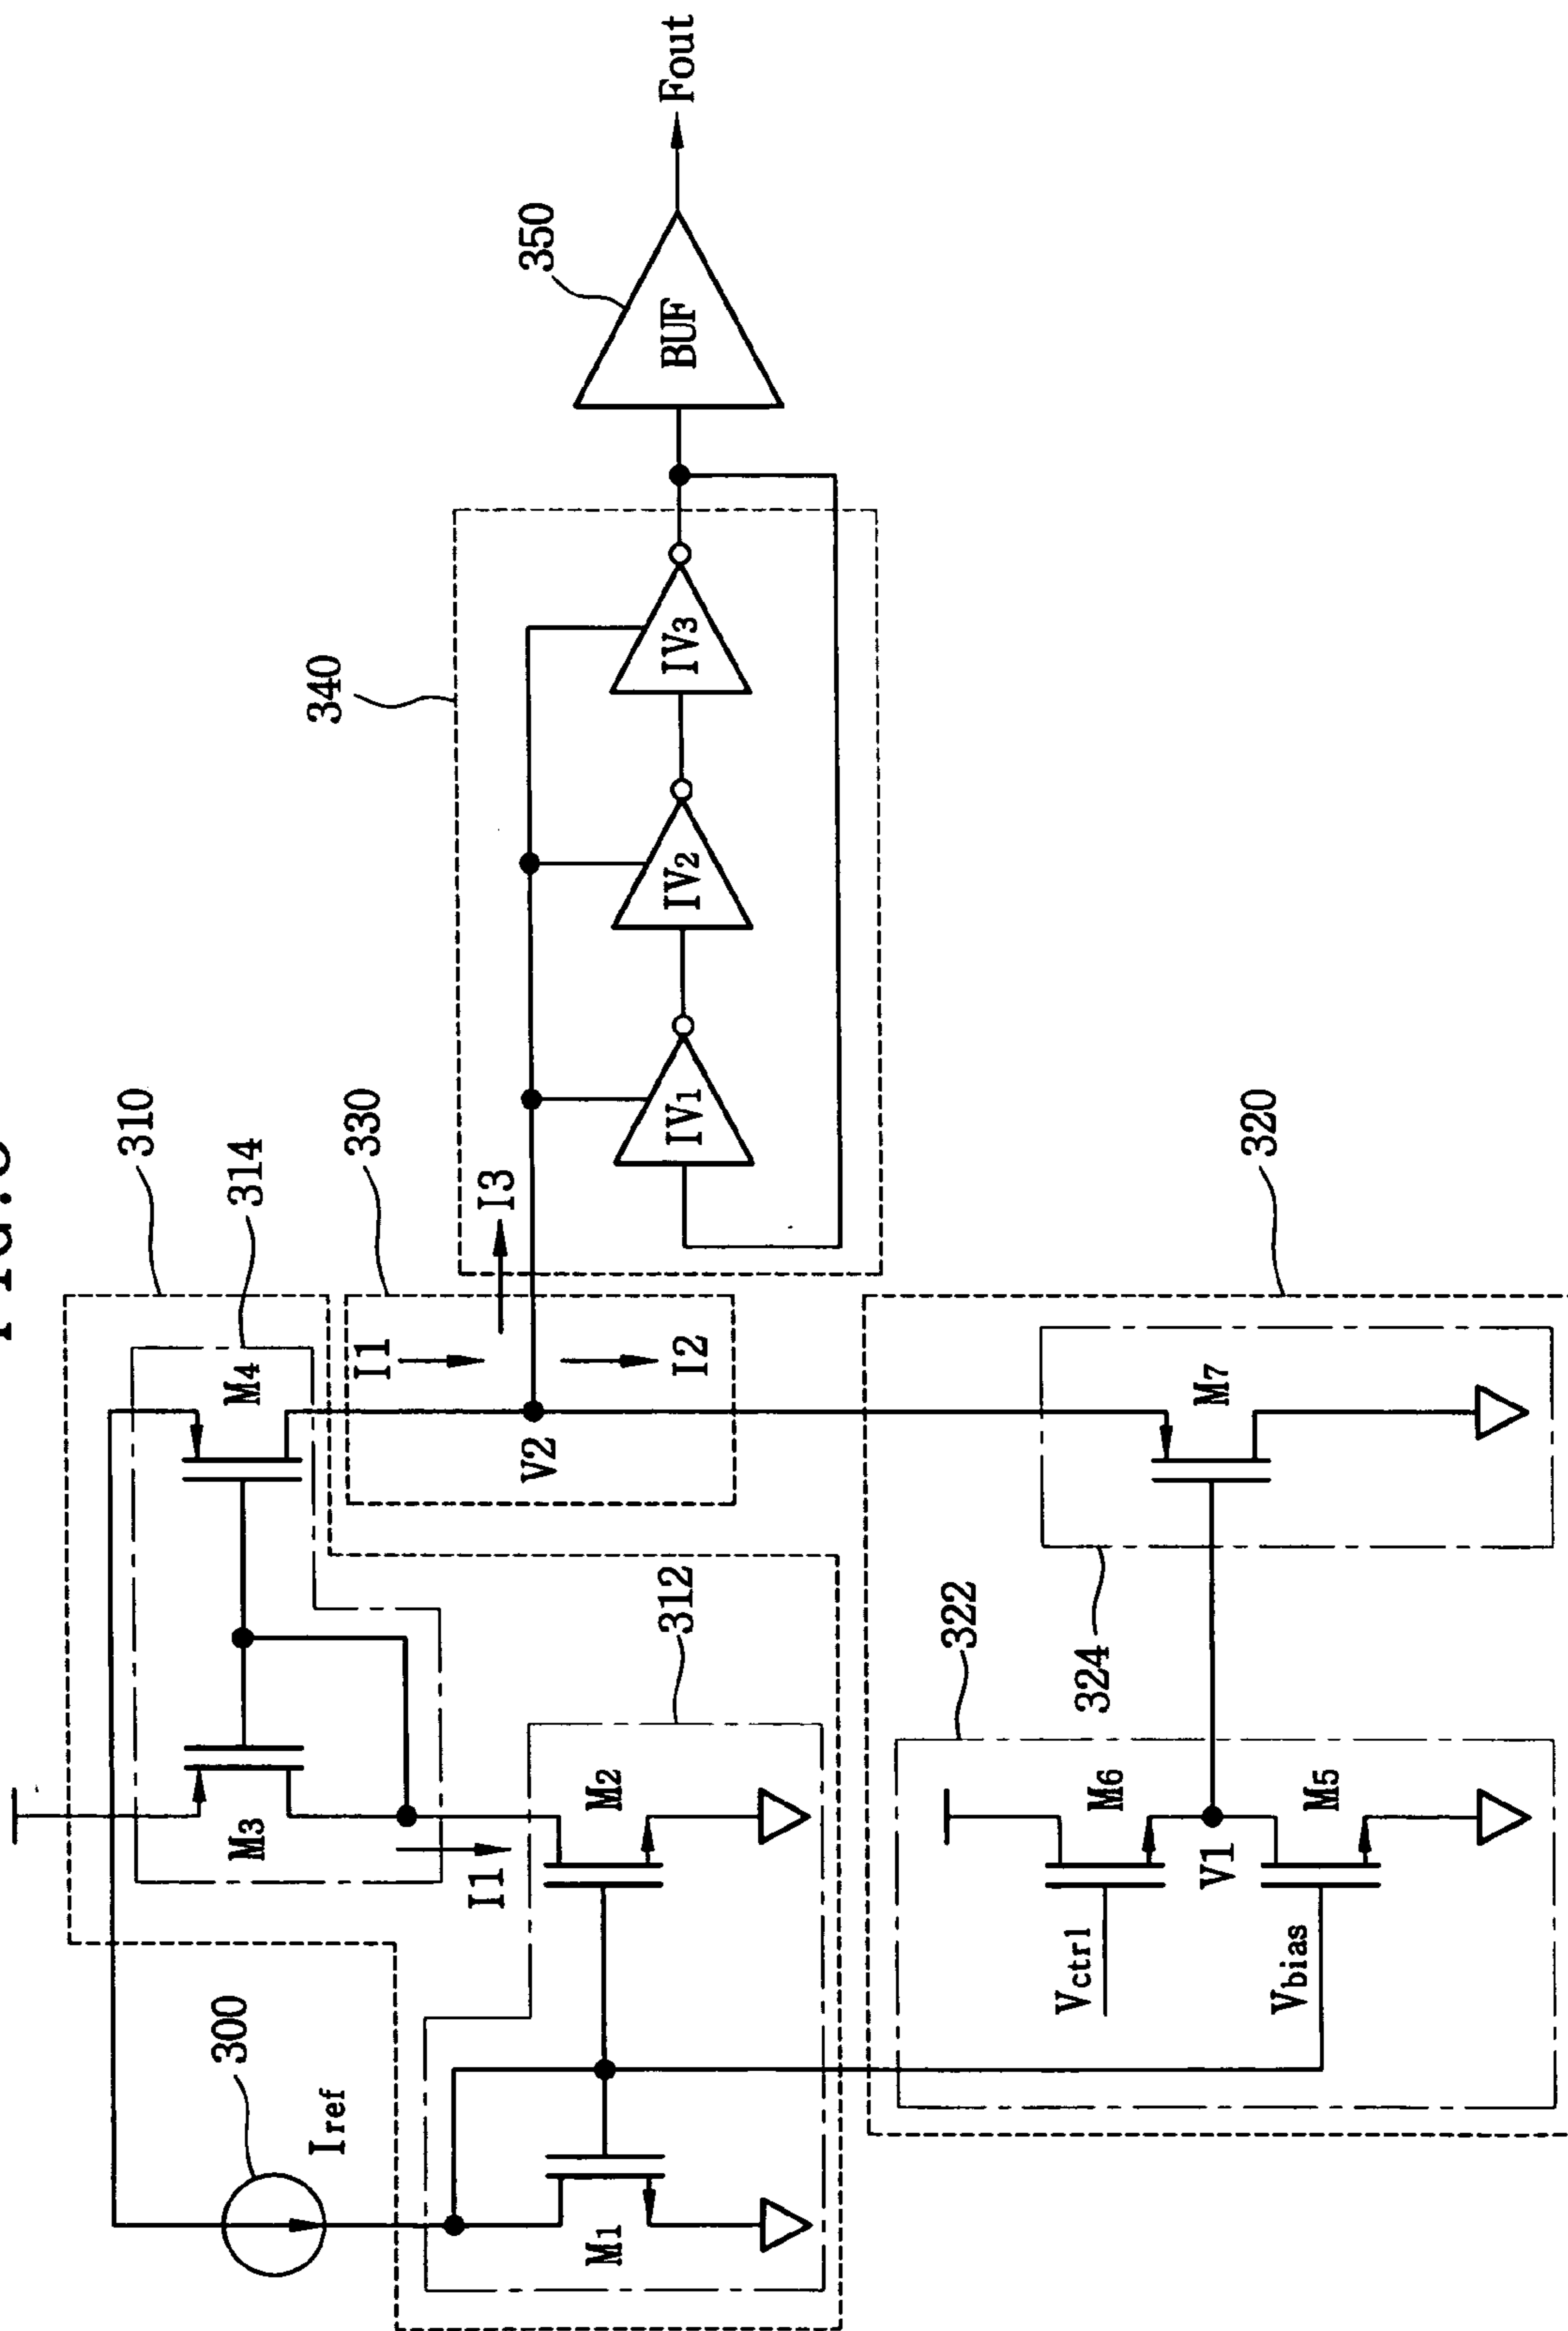 310
314
M4
M3
I1
300
Iref
330
I1
V2
I2
I3
340
IV1
IV2
IV3
350
BUF
Fout
312
M1
M2
320
322
Vctrl
M6
V1
Vbias
M5
324
M7